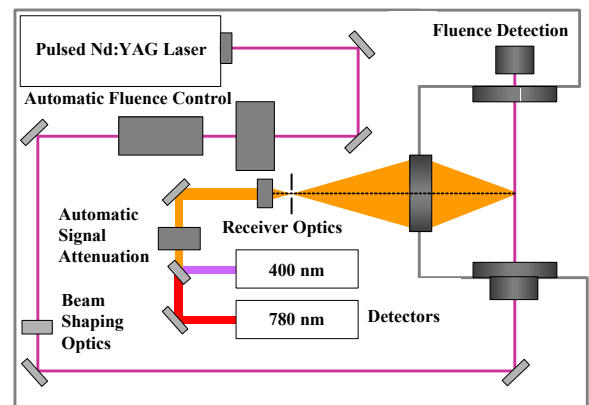 Fluence Detection
Pulsed Nd:YAG Laser
Automatic Fluence Control
Receiver Optics
Automatic
Signal
Attenuation
400 nm
Beam
Shaping
Optics
780 nm
Detectors